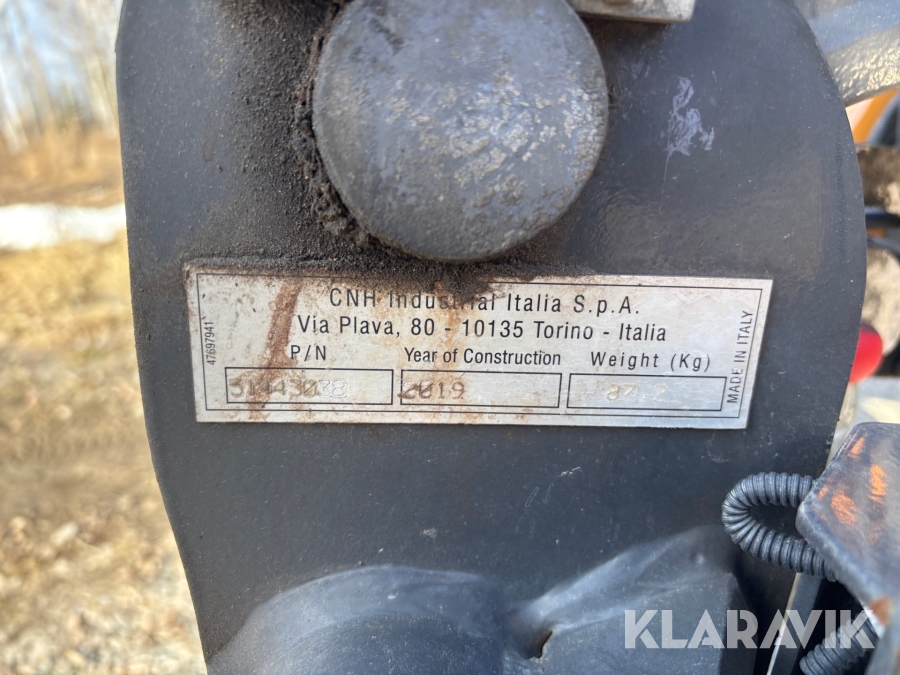 CNH Industrial Italia S.p.A.
Via Plava, 80 - 10135 Torino - Italia
P/N Year of Construction Weight (Kg)
2019
47697941
MADE IN ITALY
KLARAVIK